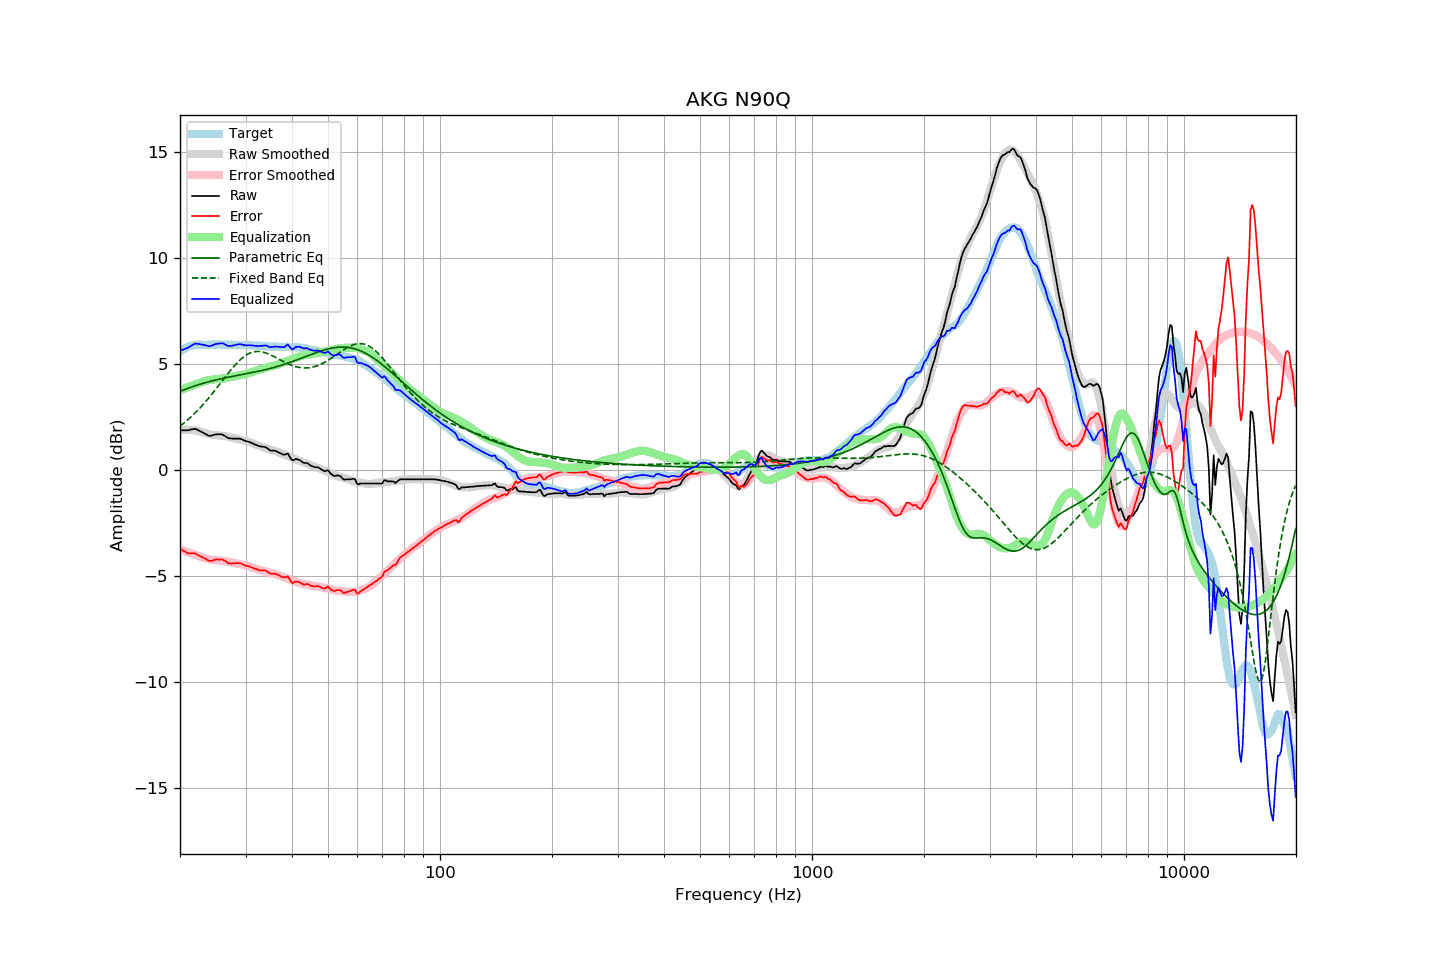 AKG N90Q
Target
Raw Smoothed
Error Smoothed
Raw
Error
Equalization
Parametric Eq
Fixed Band Eq
Equalized
15
10
5
0
−5
−10
−15
Amplitude (dBr)
100
1000
10000
Frequency (Hz)